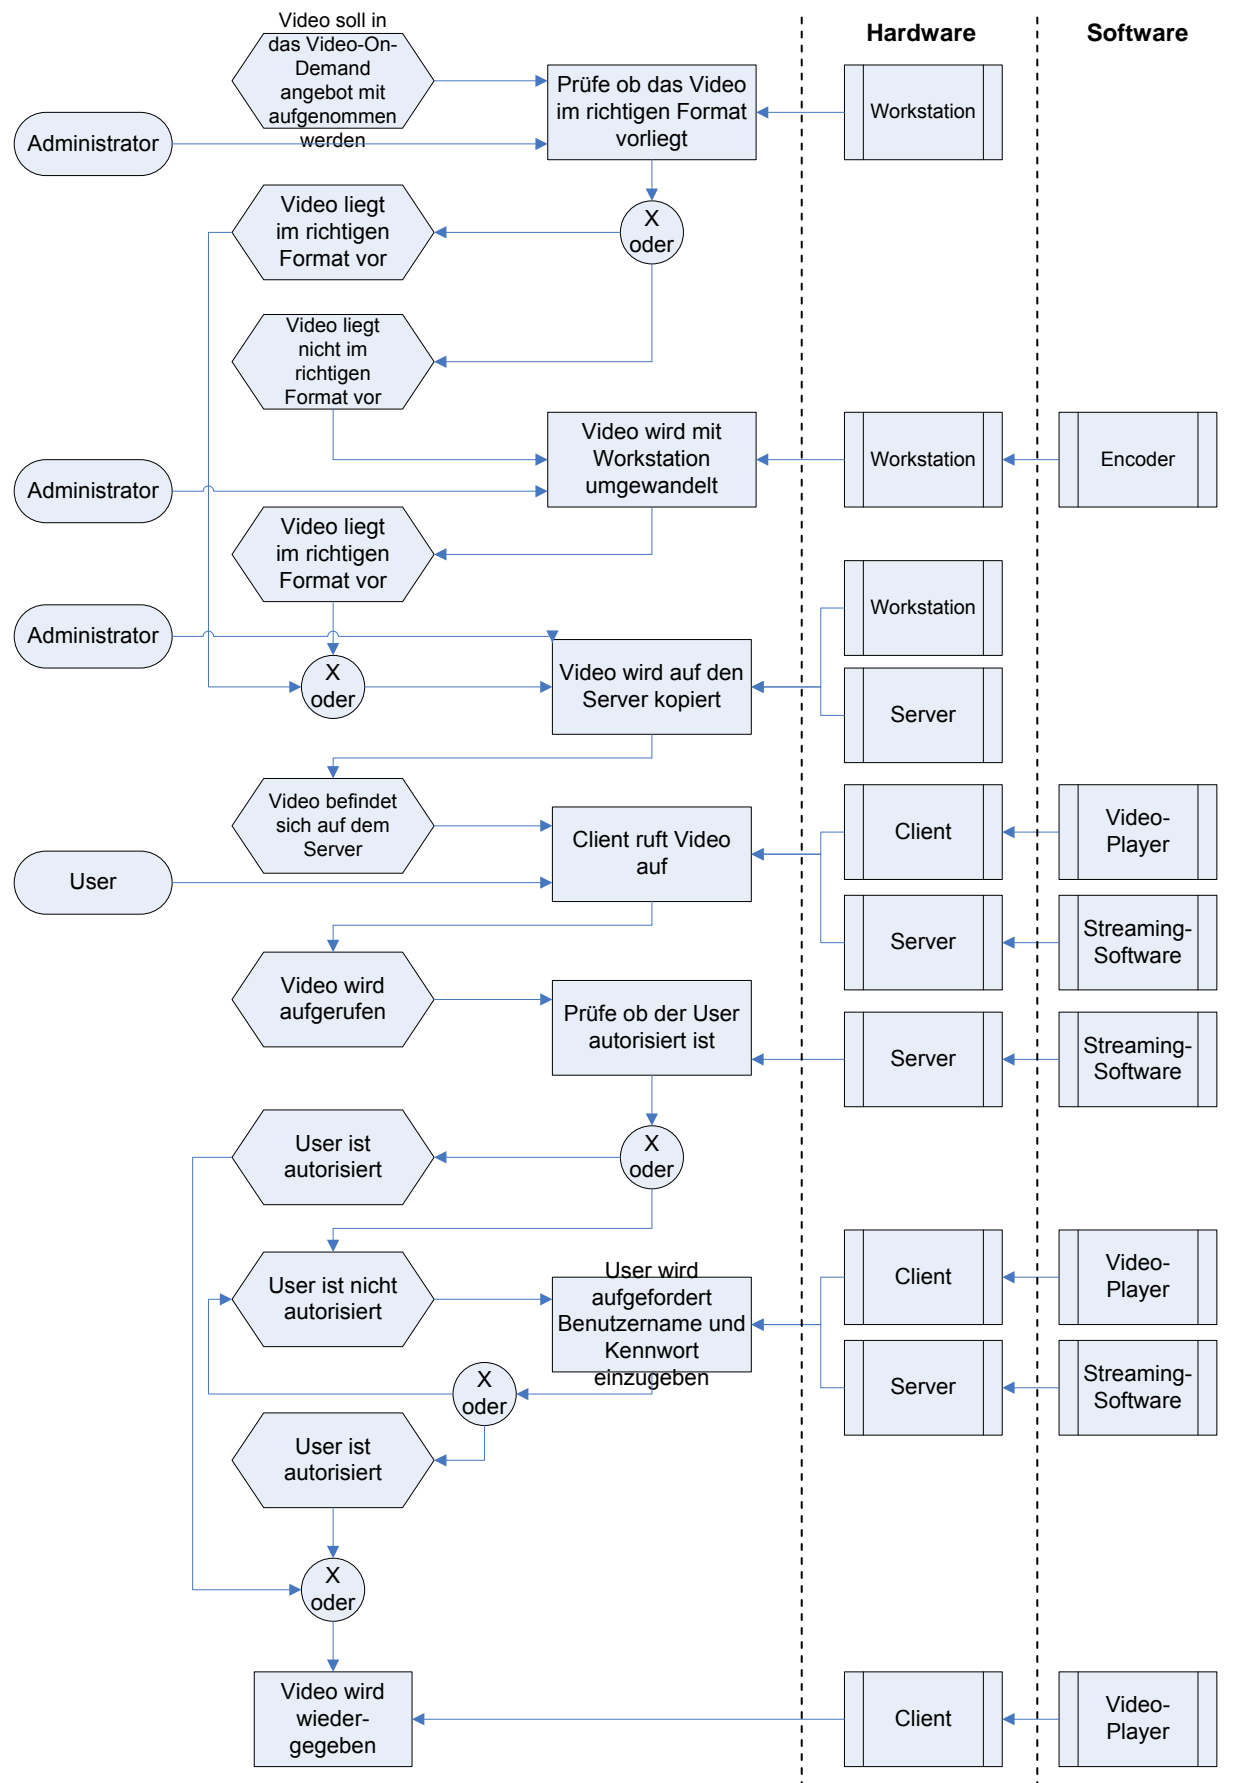 Hardware
Software
Video soll in
das Video-On-
Demand
angebot mit
aufgenommen
werden
Prüfe ob das Video
im richtigen Format
vorliegt
Workstation
Administrator
Video liegt
im richtigen
Format vor
X
oder
Video liegt
nicht im
richtigen
Format vor
Video wird mit
Workstation
umgewandelt
Workstation
Encoder
Administrator
Video liegt
im richtigen
Format vor
Workstation
Administrator
X
oder
Video wird auf den
Server kopiert
Server
Video befindet
sich auf dem
Server
Client ruft Video
auf
Client
Video-
Player
User
Server
Streaming-
Software
Video wird
aufgerufen
Prüfe ob der User
autorisiert ist
Server
Streaming-
Software
User ist
autorisiert
X
oder
User ist nicht
autorisiert
User wird
aufgefordert
Benutzername und
Kennwort
einzugeben
Client
Video-
Player
X
oder
Server
Streaming-
Software
User ist
autorisiert
X
oder
Video wird
wieder-
gegeben
Client
Video-
Player